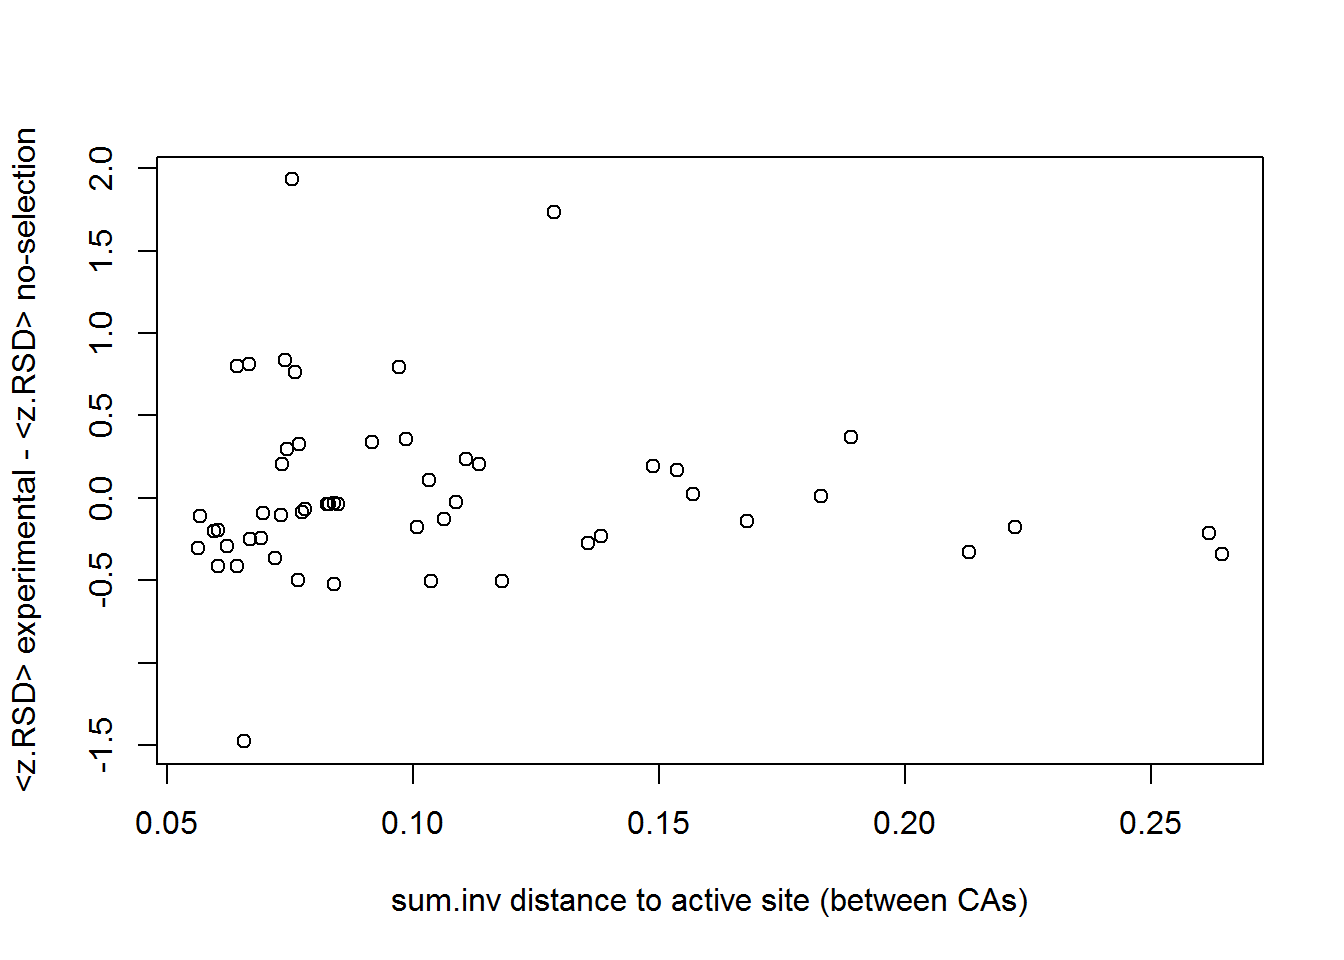 <z.RSD> experimental - <z.RSD> no-selection
2.0
1.5
1.0
0.5
0.0
-0.5
-1.5
0.05 0.10 0.15 0.20 0.25
sum.inv distance to active site (between CAs)